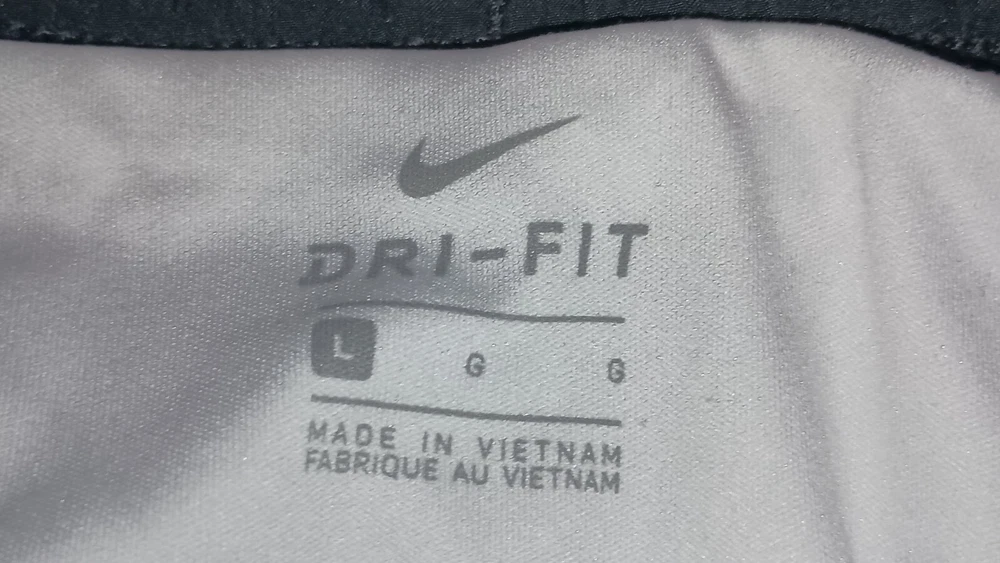 DRI-FIT
L G G
MADE IN VIETNAM
FABRIQUE AU VIETNAM